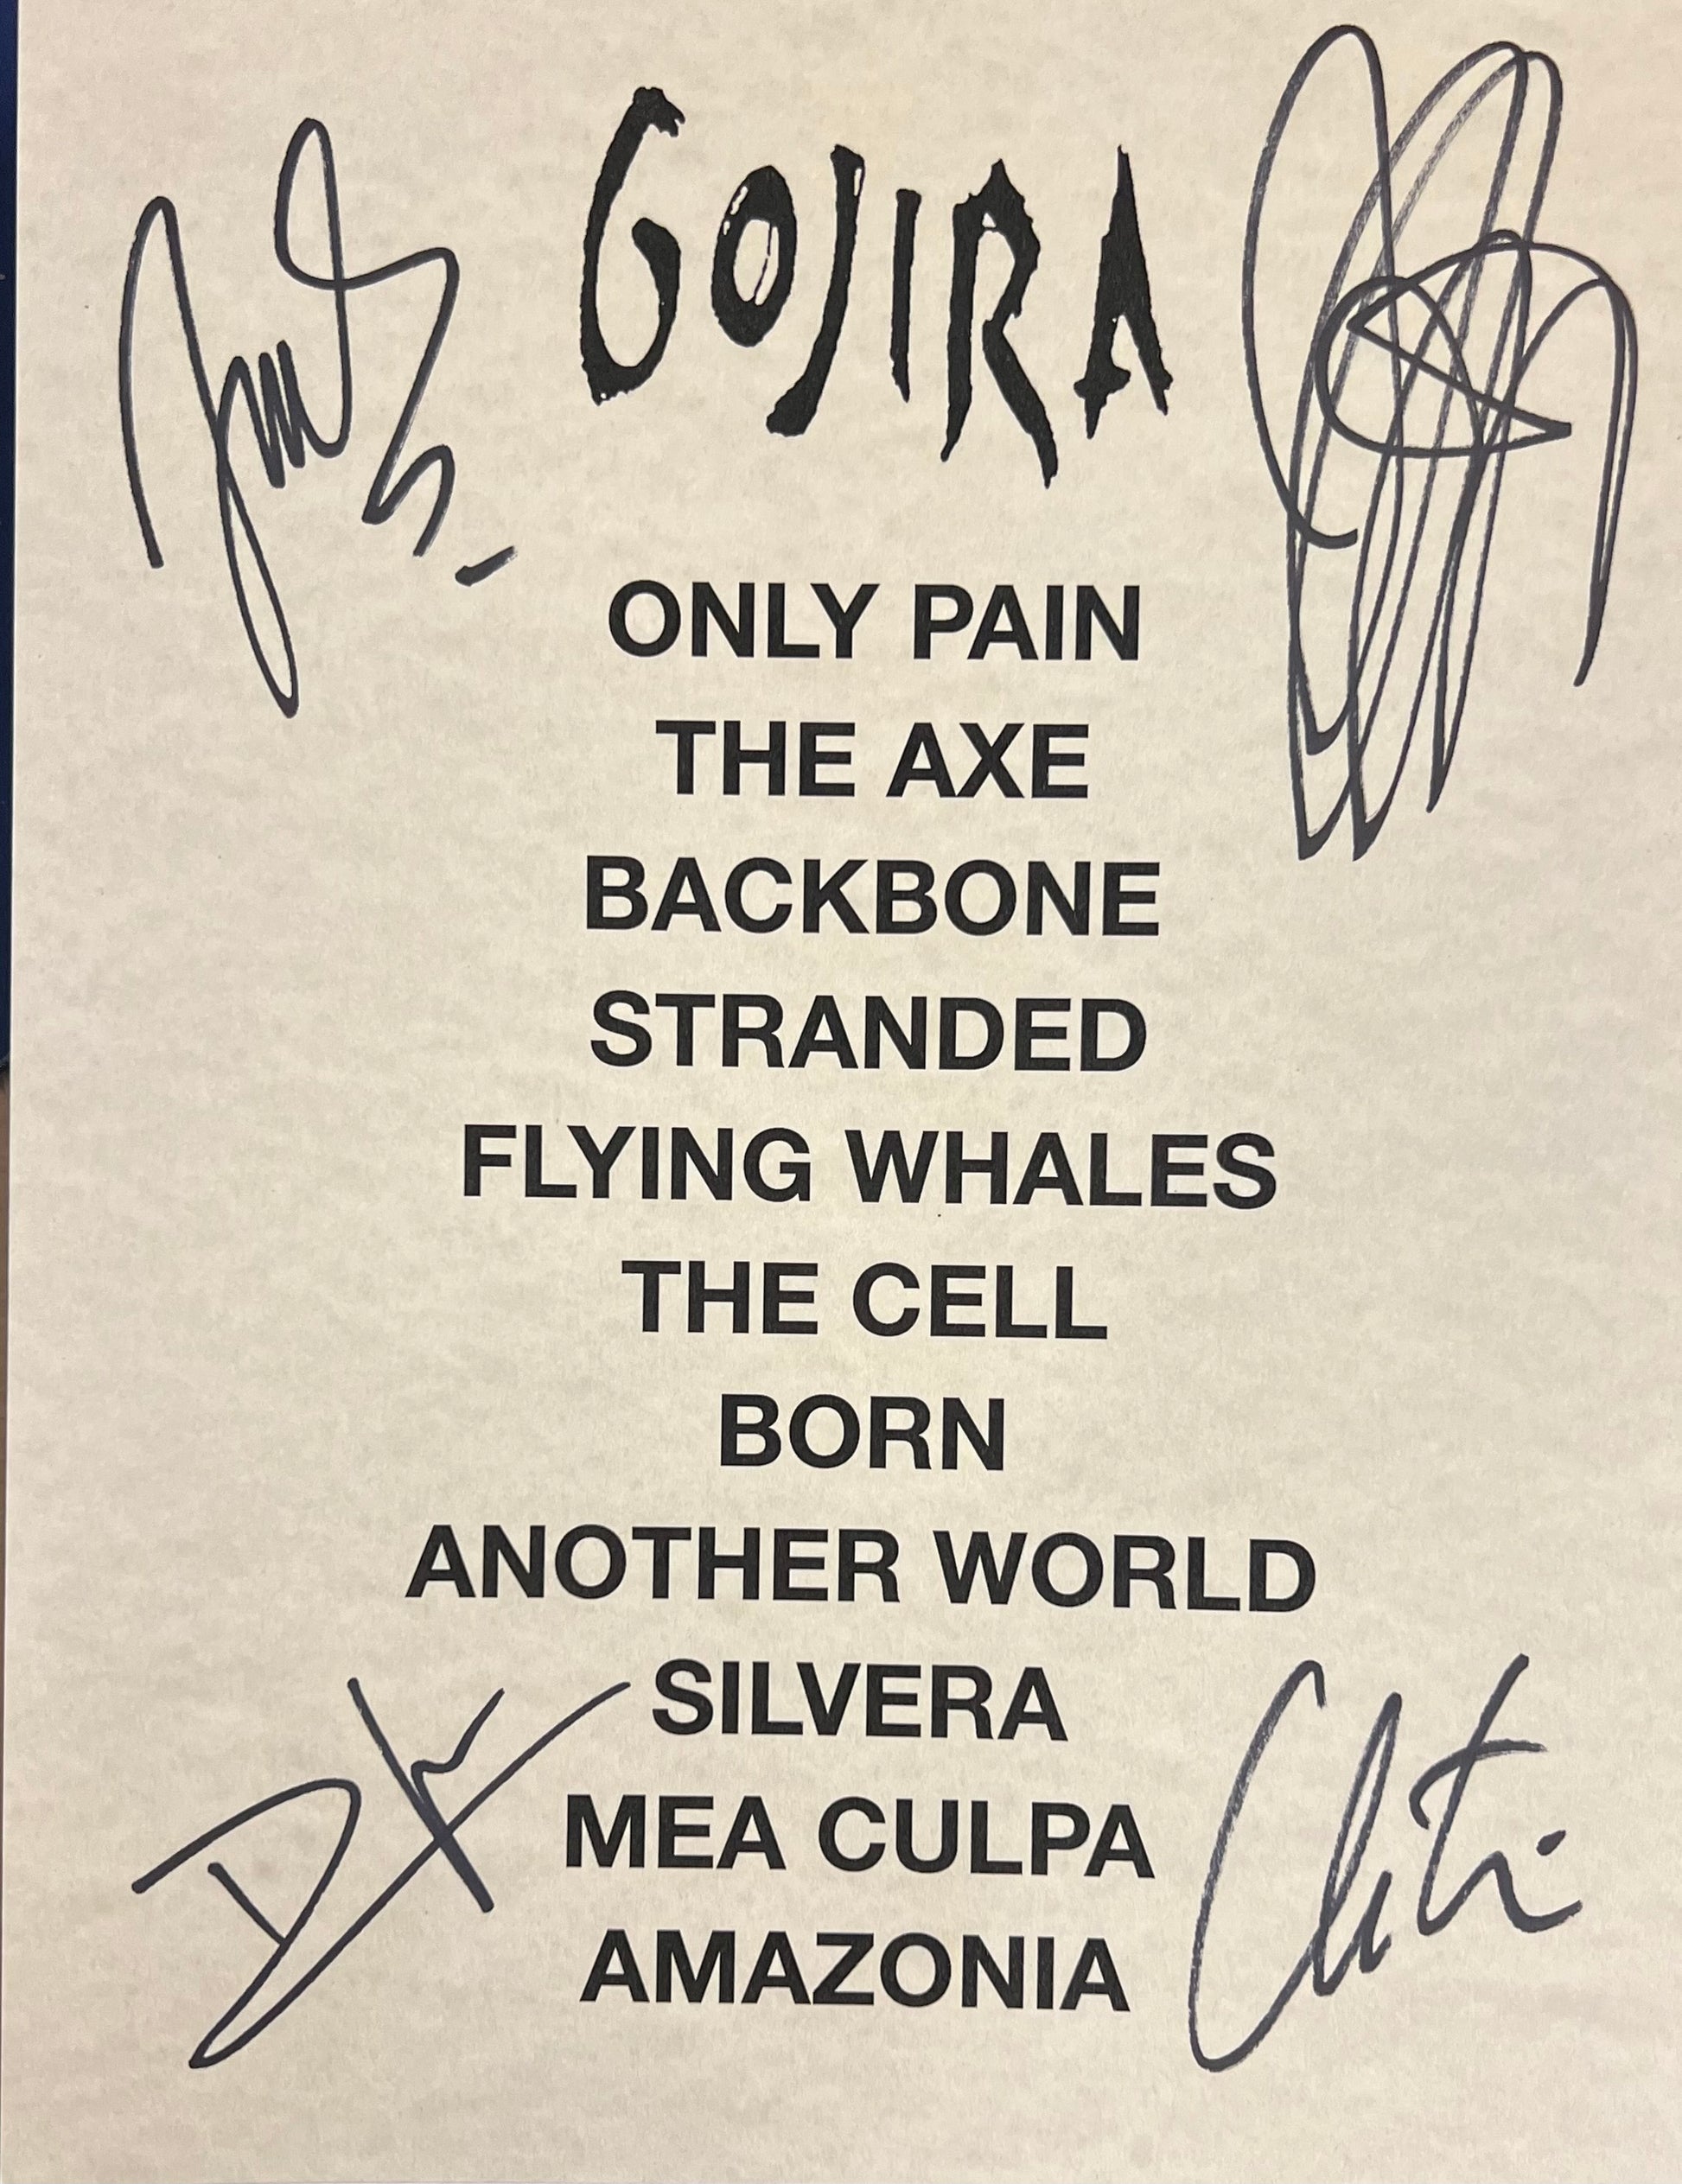 GOJIRA
ONLY PAIN
THE AXE
BACKBONE
STRANDED
FLYING WHALES
THE CELL
BORN
ANOTHER WORLD
SILVERA
MEA CULPA
AMAZONIA